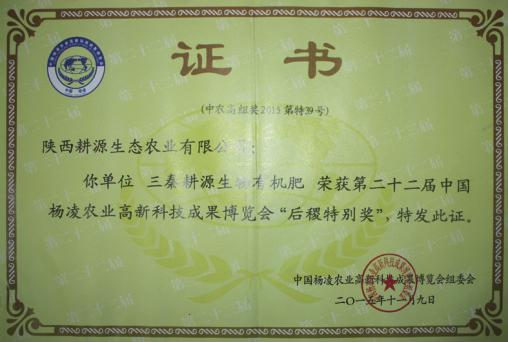 证书
(中农高组奖2015第特39号)
陕西耕源生态农业有限公司:
你单位 三秦耕源生物有机肥 荣获第二十二届中国
杨凌农业高新科技成果博览会“后稷特别奖”,特发此证。
中国杨凌农业高新科技成果博览会组委会
二〇一五年十一月九日